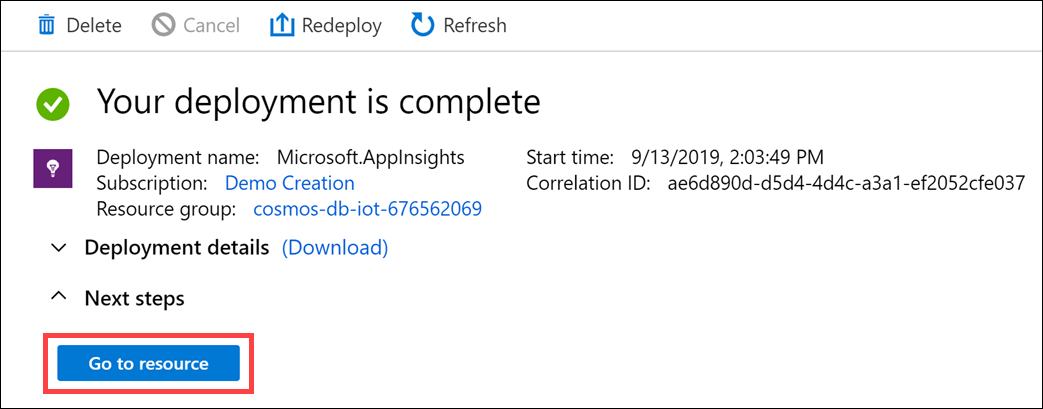 Delete Cancel Redeploy Refresh
Your deployment is complete
Deployment name: Microsoft.AppInsights Start time: 9/13/2019, 2:03:49 PM
Subscription: Demo Creation Correlation ID: ae6d890d-d5d4-4d4c-a3a1-ef2052cfe037
Resource group: cosmos-db-iot-676562069
Deployment details (Download)
Next steps
Go to resource